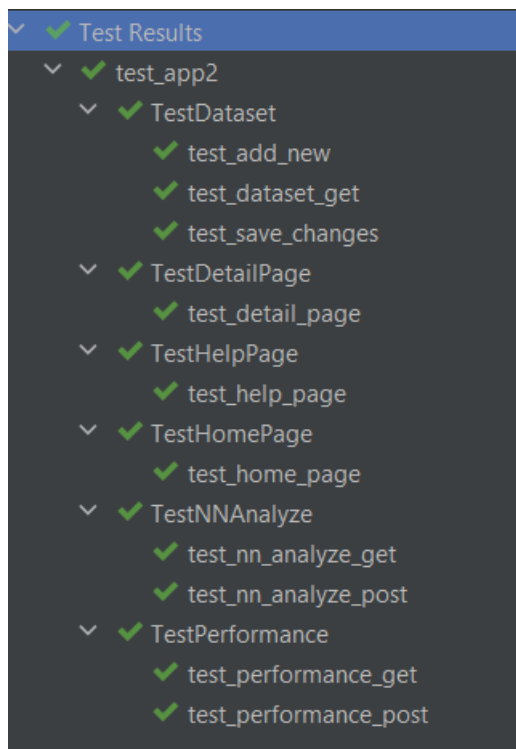 Test Results
test_app2
TestDataset
test_add_new
test_dataset_get
test_save_changes
TestDetailPage
test_detail_page
TestHelpPage
test_help_page
TestHomePage
test_home_page
TestNNAnalyze
test_nn_analyze_get
test_nn_analyze_post
TestPerformance
test_performance_get
test_performance_post